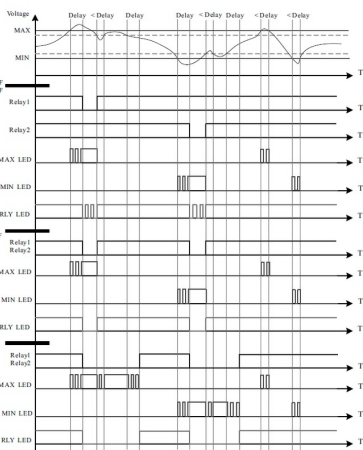 Voltage Delay < Delay Delay Delay < Delay Delay < Delay < Delay
MAX
MIN
T
F
F
Relay1
T
Relay2
T
MAX LED
T
MIN LED
T
RLY LED
T
Relay1
Relay2
T
MAX LED
T
MIN LED
T
RLY LED
T
Relay1
Relay2
T
MAX LED
T
MIN LED
T
RLY LED
T